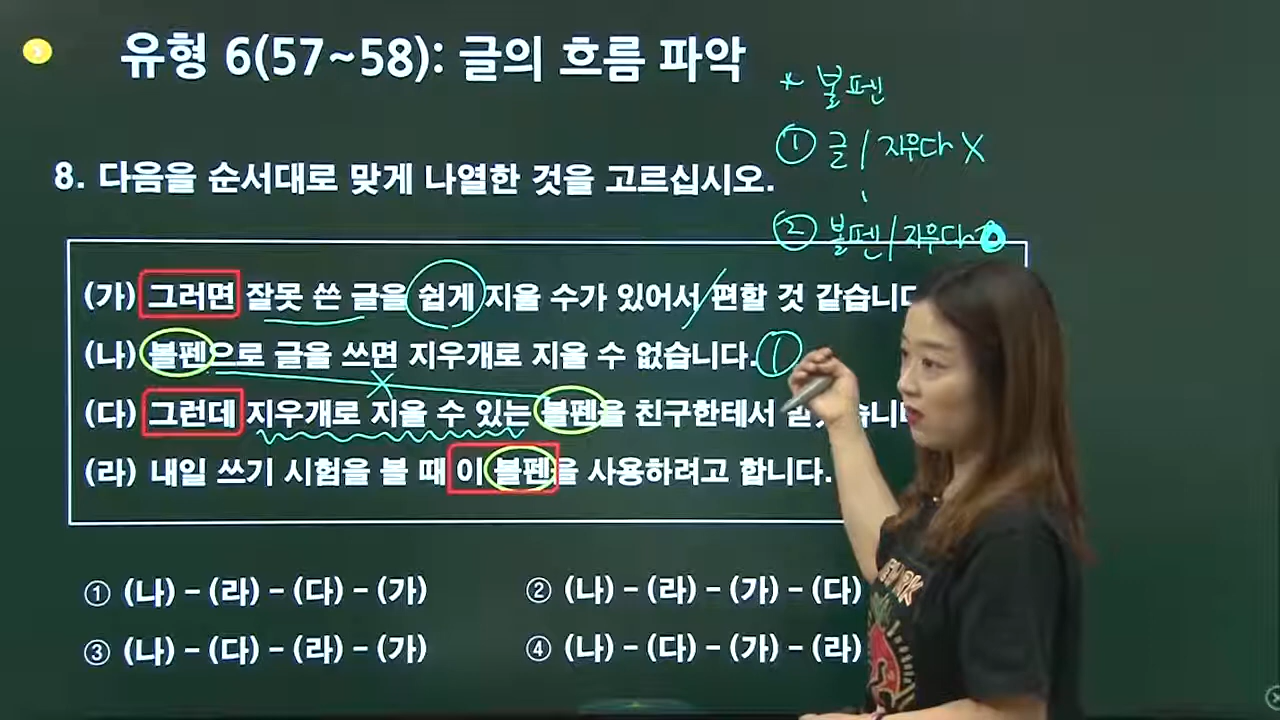 유형 6(57~58): 글의 흐름 파악
* 볼펜
① 글 / 지우다 X
② 볼펜 / 지우다 O
8. 다음을 순서대로 맞게 나열한 것을 고르십시오.
(가) 그러면 잘못 쓴 글을 쉽게 지울 수가 있어서 편할 것 같습니다
(나) 볼펜으로 글을 쓰면 지우개로 지울 수 없습니다. ①
(다) 그런데 지우개로 지울 수 있는 볼펜을 친구한테서
(라) 내일 쓰기 시험을 볼 때 이 볼펜을 사용하려고 합니다.
① (나) - (라) - (다) - (가)
② (나) - (라) - (가) - (다)
③ (나) - (다) - (라) - (가)
④ (나) - (다) - (가) - (라)